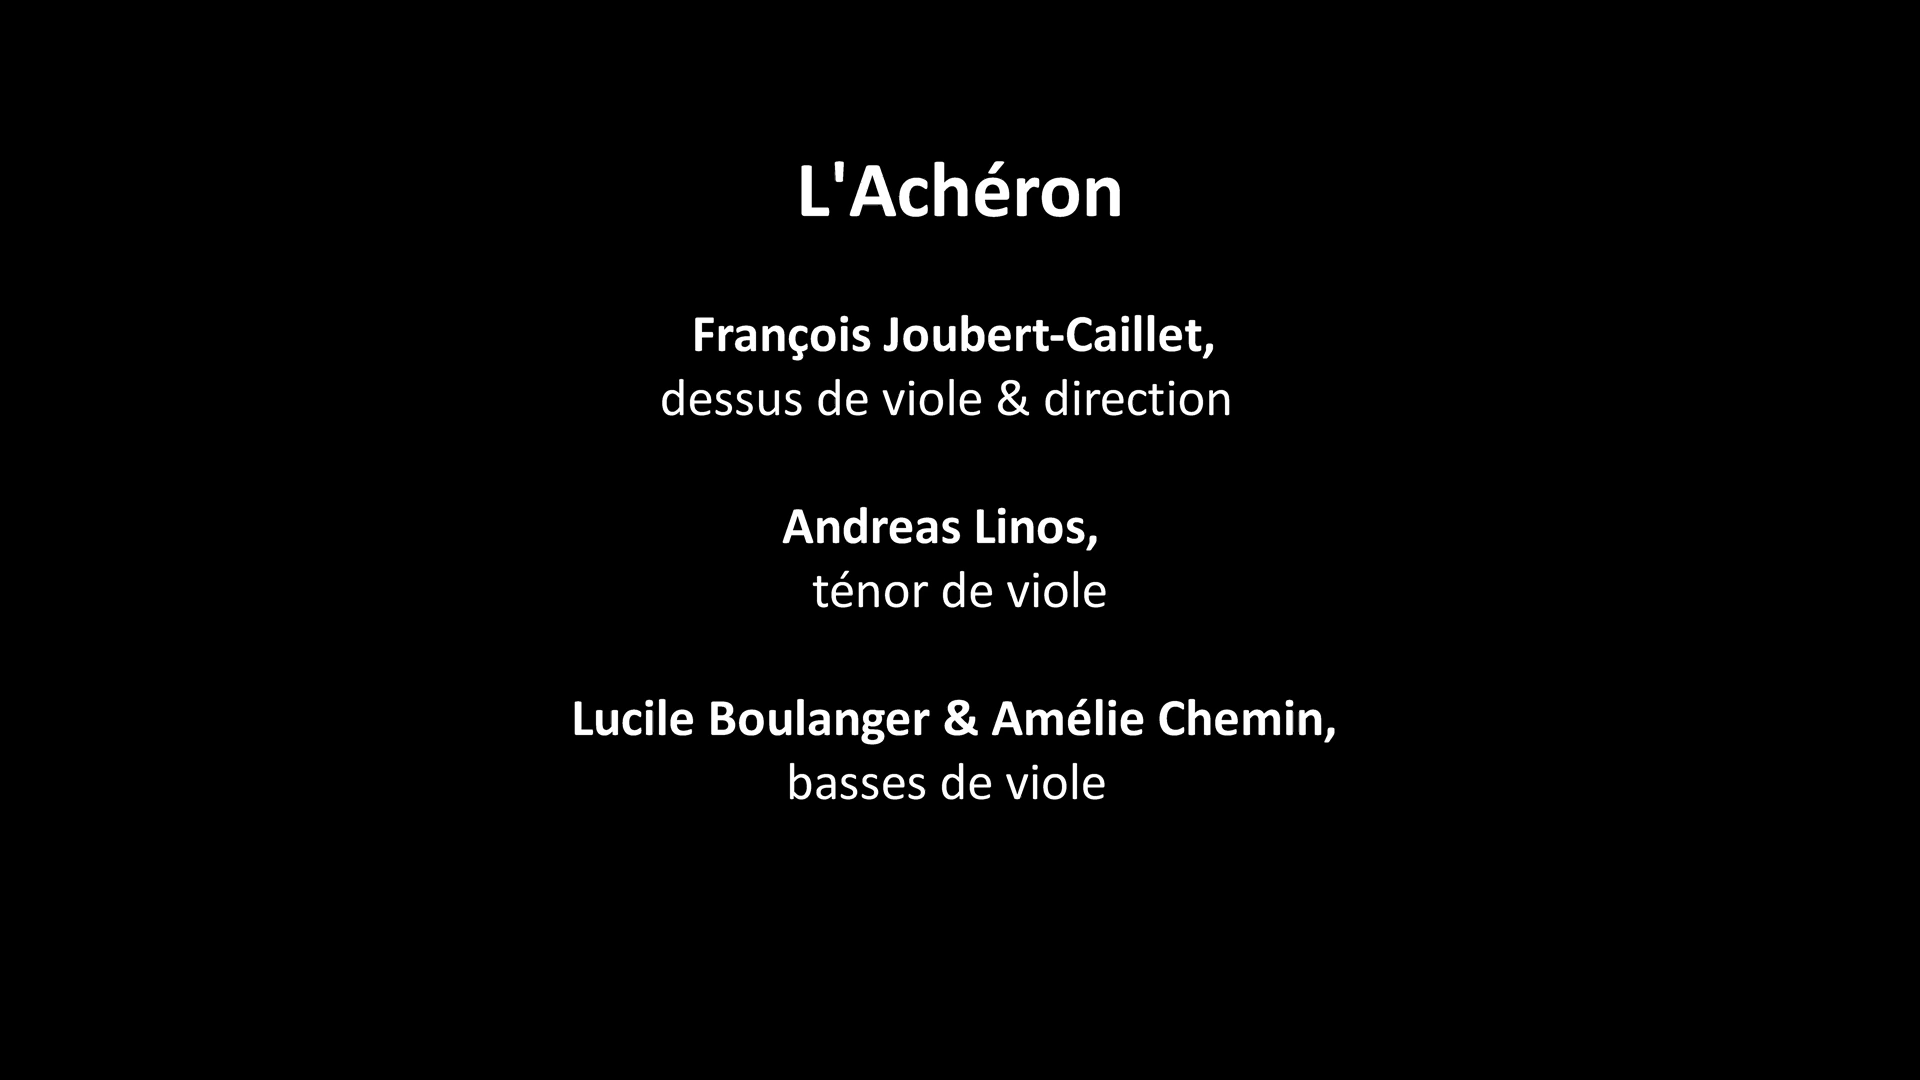 L'Achéron
François Joubert-Caillet,
dessus de viole & direction
Andreas Linos,
ténor de viole
Lucile Boulanger & Amélie Chemin,
basses de viole